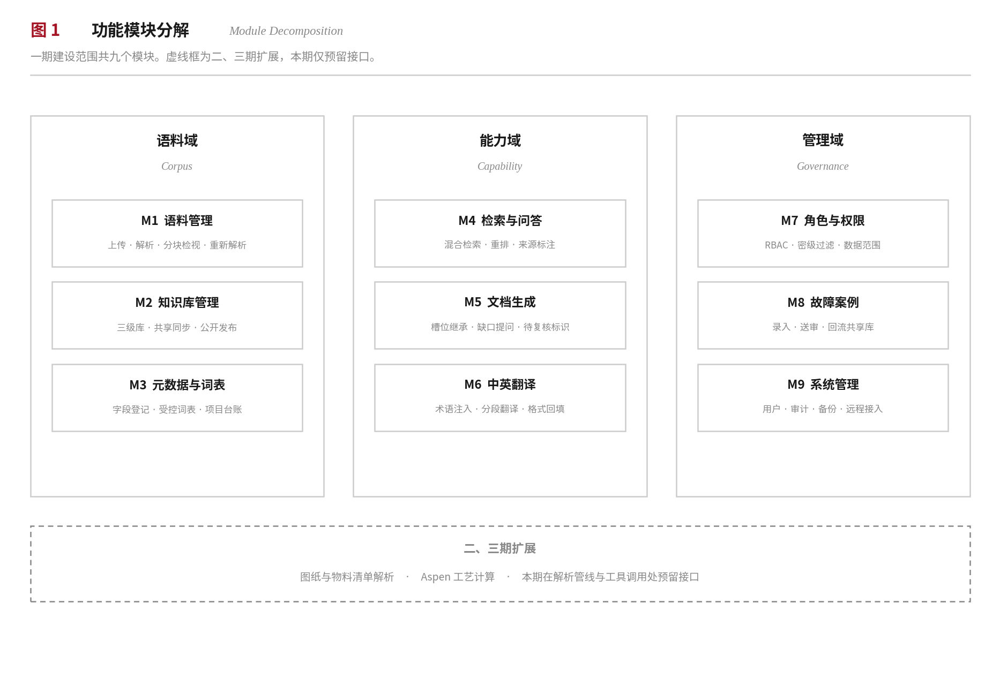 图 1 功能模块分解 Module Decomposition
一期建设范围共九个模块。虚线框为二、三期扩展，本期仅预留接口。
语料域
Corpus
M1 语料管理
上传 · 解析 · 分块检视 · 重新解析
M2 知识库管理
三级库 · 共享同步 · 公开发布
M3 元数据与词表
字段登记 · 受控词表 · 项目台账
能力域
Capability
M4 检索与问答
混合检索 · 重排 · 来源标注
M5 文档生成
槽位继承 · 缺口提问 · 待复核标识
M6 中英翻译
术语注入 · 分段翻译 · 格式回填
管理域
Governance
M7 角色与权限
RBAC · 密级过滤 · 数据范围
M8 故障案例
录入 · 送审 · 回流共享库
M9 系统管理
用户 · 审计 · 备份 · 远程接入
二、三期扩展
图纸与物料清单解析 · Aspen 工艺计算 · 本期在解析管线与工具调用处预留接口